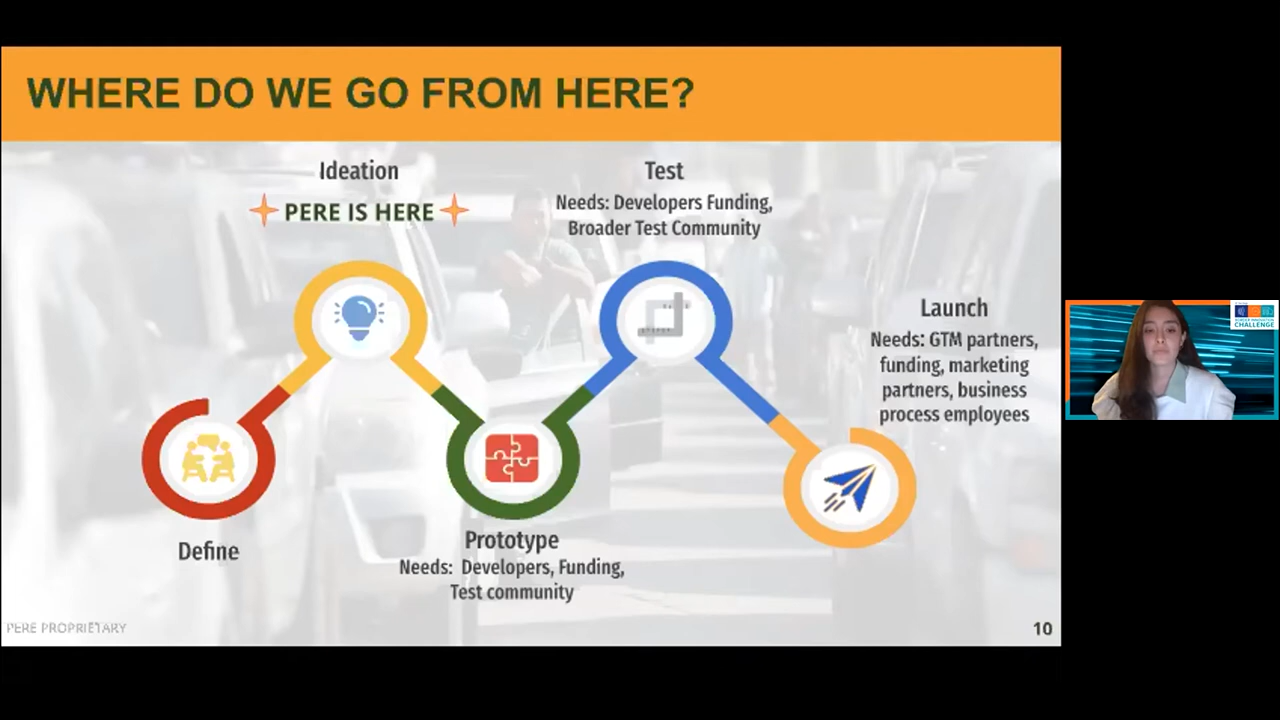 WHERE DO WE GO FROM HERE?
Ideation
PERE IS HERE
Test
Needs: Developers Funding,
Broader Test Community
Launch
Needs: GTM partners,
funding, marketing
partners, business
process employees
Define
Prototype
Needs: Developers, Funding,
Test community
PERE PROPRIETARY
10
BORDER INNOVATION
CHALLENGE